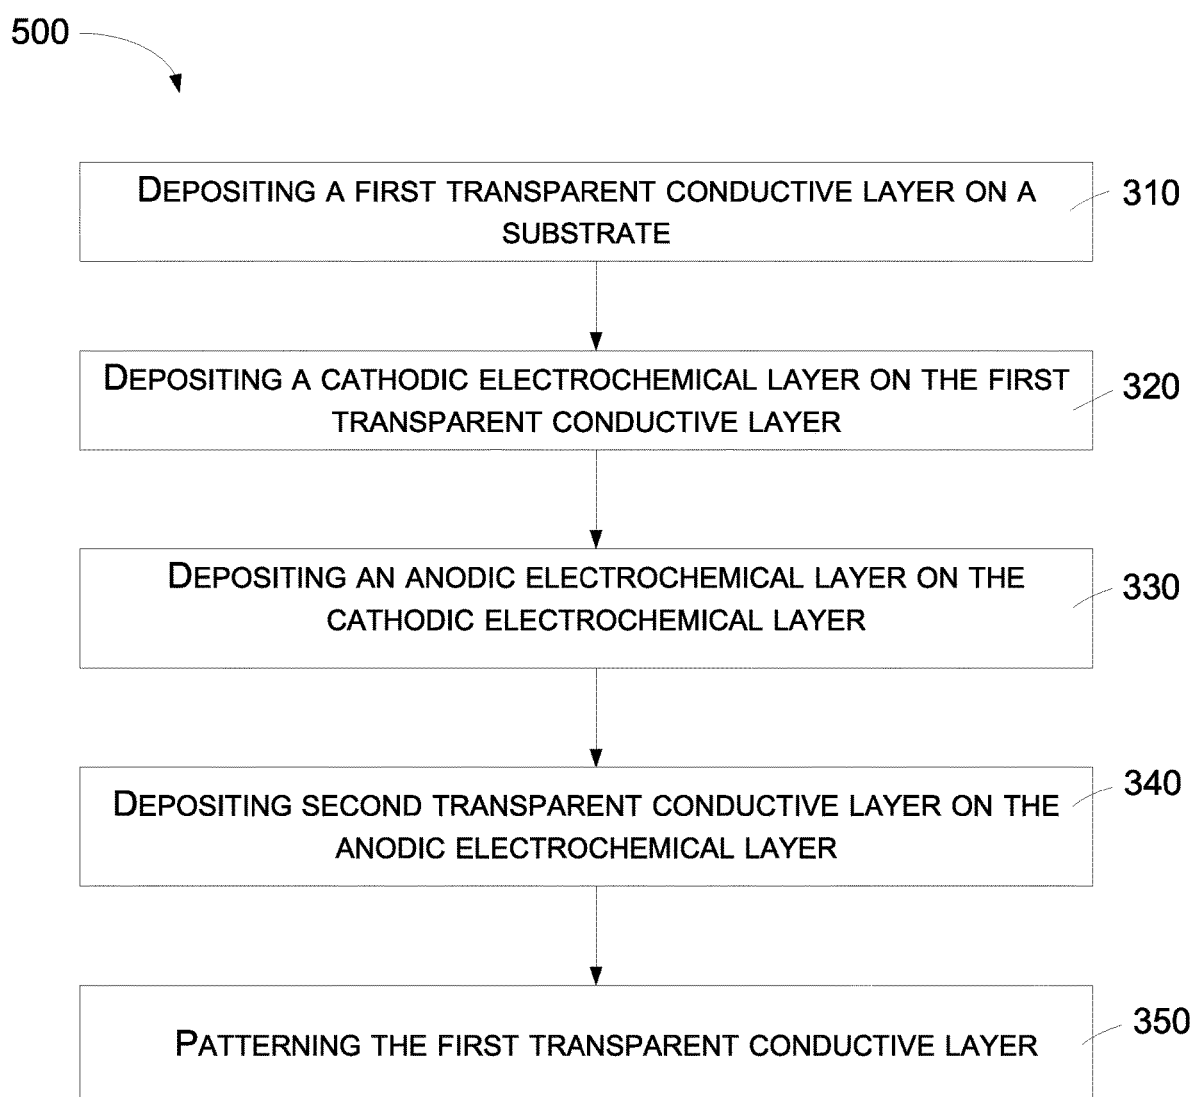 500
DEPOSITING A FIRST TRANSPARENT CONDUCTIVE LAYER ON A
SUBSTRATE
310
DEPOSITING A CATHODIC ELECTROCHEMICAL LAYER ON THE FIRST
TRANSPARENT CONDUCTIVE LAYER
320
DEPOSITING AN ANODIC ELECTROCHEMICAL LAYER ON THE
CATHODIC ELECTROCHEMICAL LAYER
330
DEPOSITING SECOND TRANSPARENT CONDUCTIVE LAYER ON THE
ANODIC ELECTROCHEMICAL LAYER
340
PATTERNING THE FIRST TRANSPARENT CONDUCTIVE LAYER
350